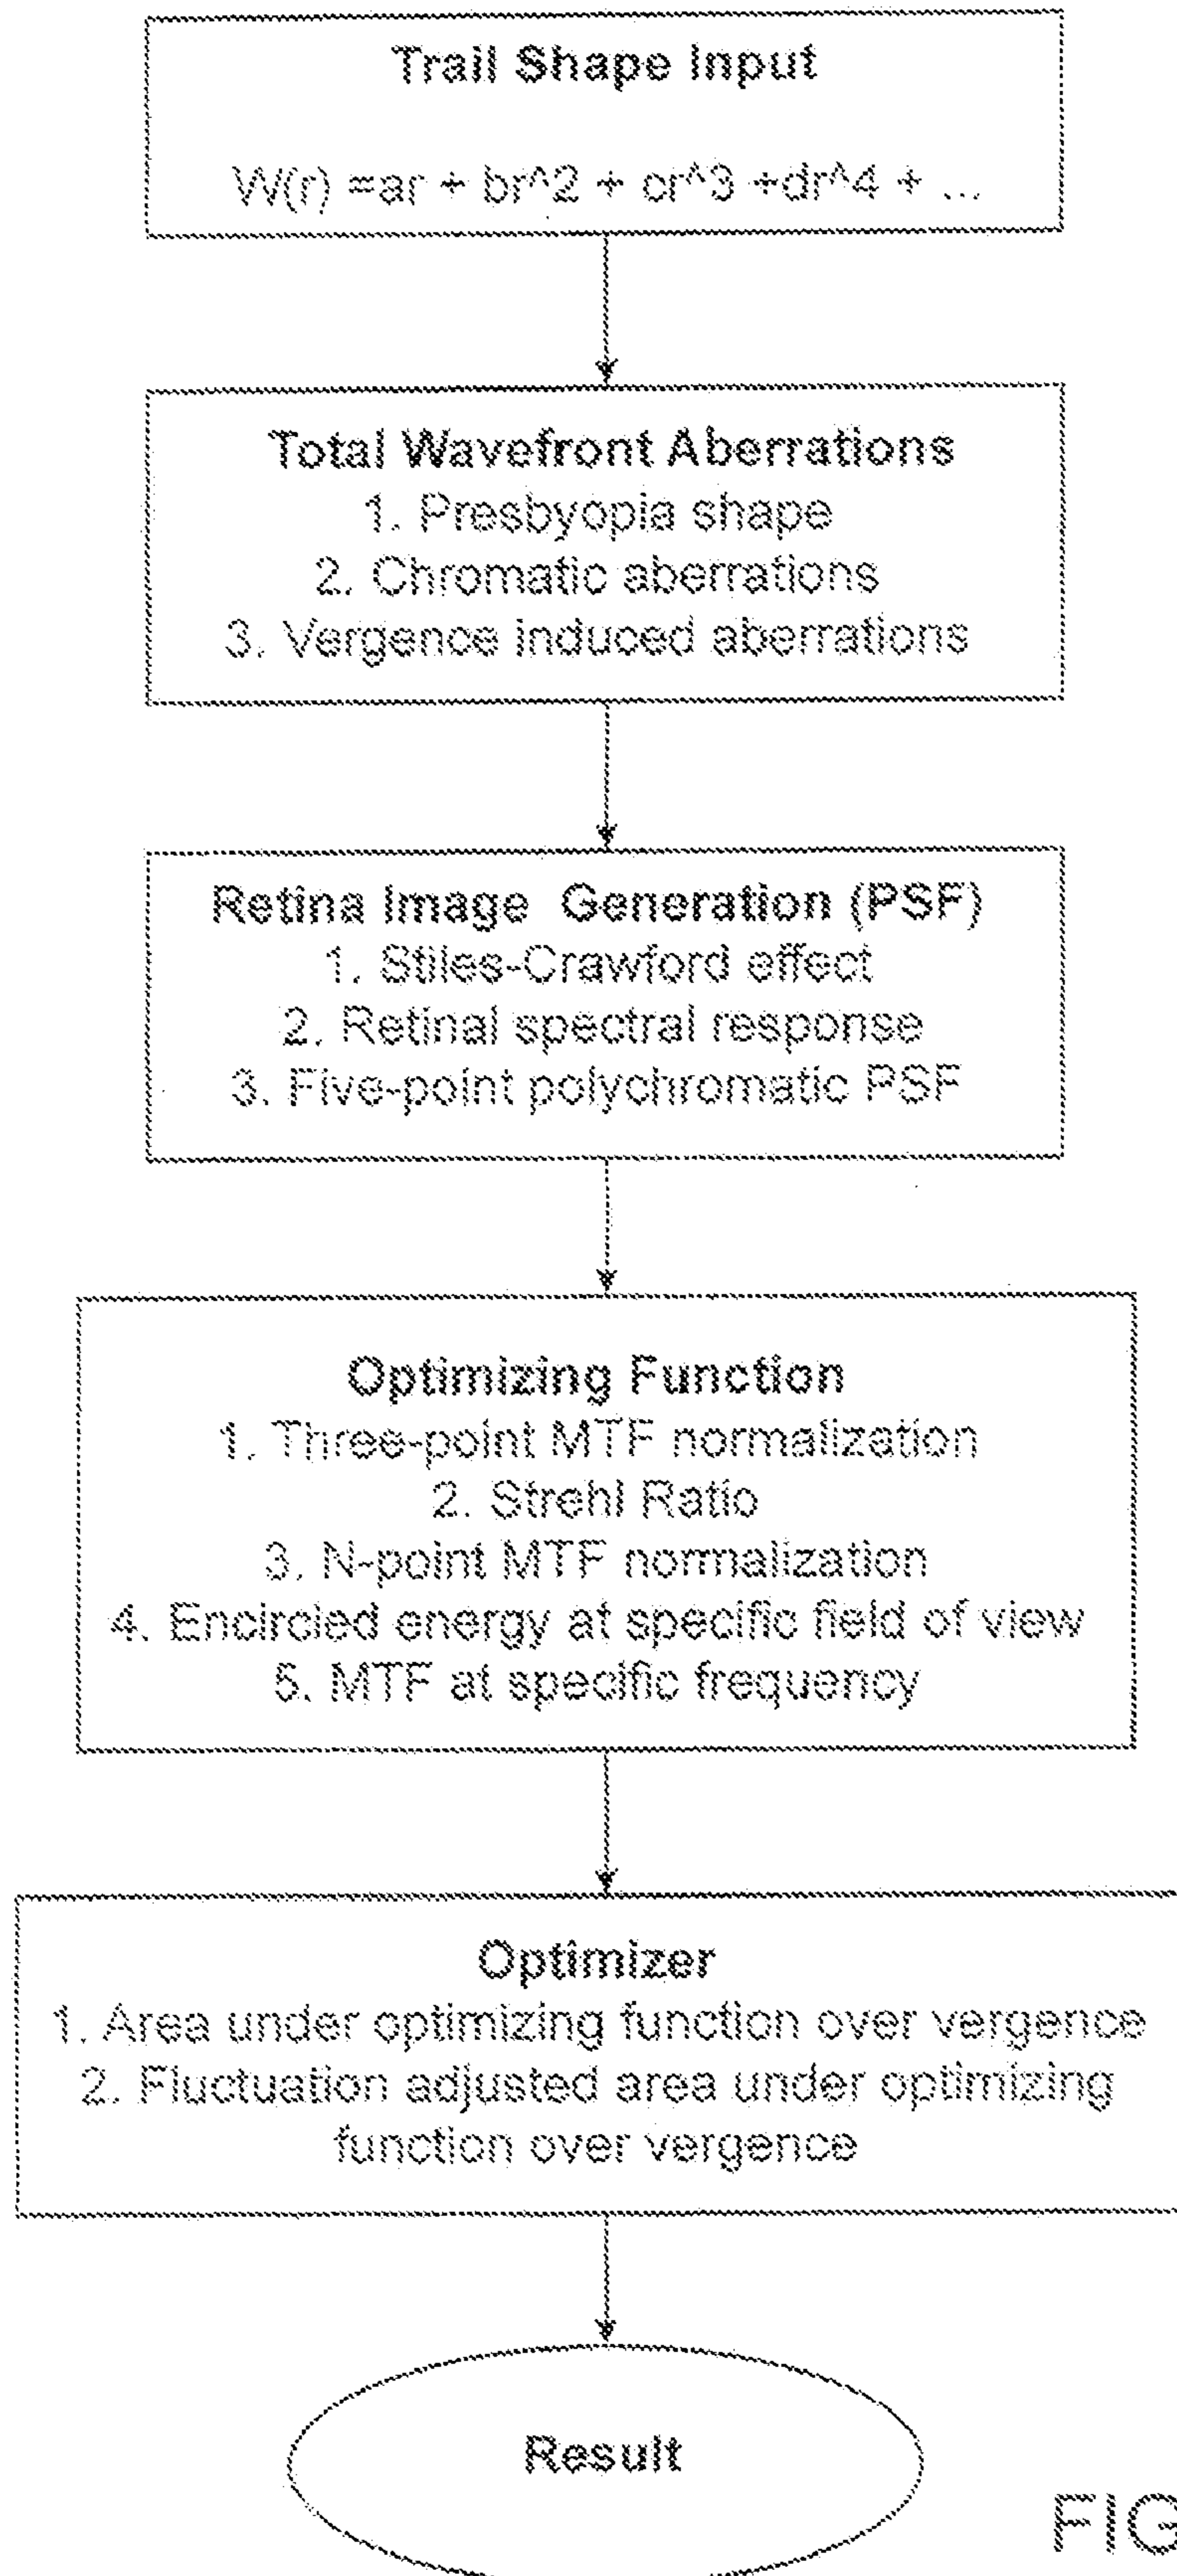 Trail Shape Input
W(r) =ar + br^2 + cr^3 +dr^4 + ...
Total Wavefront Aberrations
1. Presbyopia shape
2. Chromatic aberrations
3. Vergence induced aberrations
Retina Image Generation (PSF)
1. Stiles-Crawford effect
2. Retinal spectral response
3. Five-point polychromatic PSF
Optimizing Function
1. Three-point MTF normalization
2. Strehl Ratio
3. N-point MTF normalization
4. Encircled energy at specific field of view
5. MTF at specific frequency
Optimizer
1. Area under optimizing function over vergence
2. Fluctuation adjusted area under optimizing
function over vergence
Result
FIG